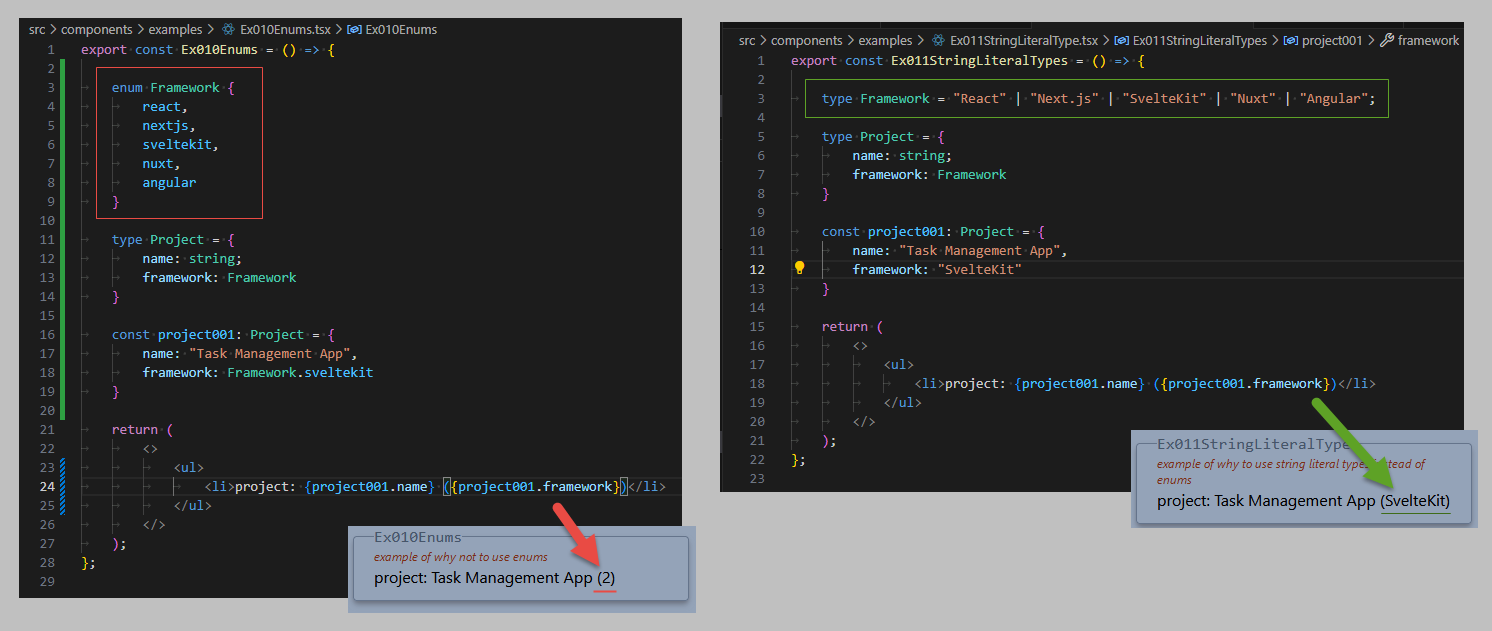 src > components > examples > Ex010Enums.tsx > Ex010Enums
1 export const Ex010Enums = () => {
2
3 enum Framework {
4 react,
5 nextjs,
6 sveltekit,
7 nuxt,
8 angular
9 }
10
11 type Project = {
12 name: string;
13 framework: Framework
14 }
15
16 const project001: Project = {
17 name: "Task Management App",
18 framework: Framework.sveltekit
19 }
20
21 return (
22 <>
23 <ul>
24 <li>project: {project001.name} ({project001.framework})</li>
25 </ul>
26 </>
27 );
28 };
29
Ex010Enums
example of why not to use enums
project: Task Management App (2)
src > components > examples > Ex011StringLiteralType.tsx > Ex011StringLiteralTypes > project001 > framework
1 export const Ex011StringLiteralTypes = () => {
2
3 type Framework = "React" | "Next.js" | "SvelteKit" | "Nuxt" | "Angular";
4
5 type Project = {
6 name: string;
7 framework: Framework
8 }
9
10 const project001: Project = {
11 name: "Task Management App",
12 framework: "SvelteKit"
13 }
14
15 return (
16 <>
17 <ul>
18 <li>project: {project001.name} ({project001.framework})</li>
19 </ul>
20 </>
21 );
22 };
23
Ex011StringLiteralType
example of why to use string literal types instead of
enums
project: Task Management App (SvelteKit)